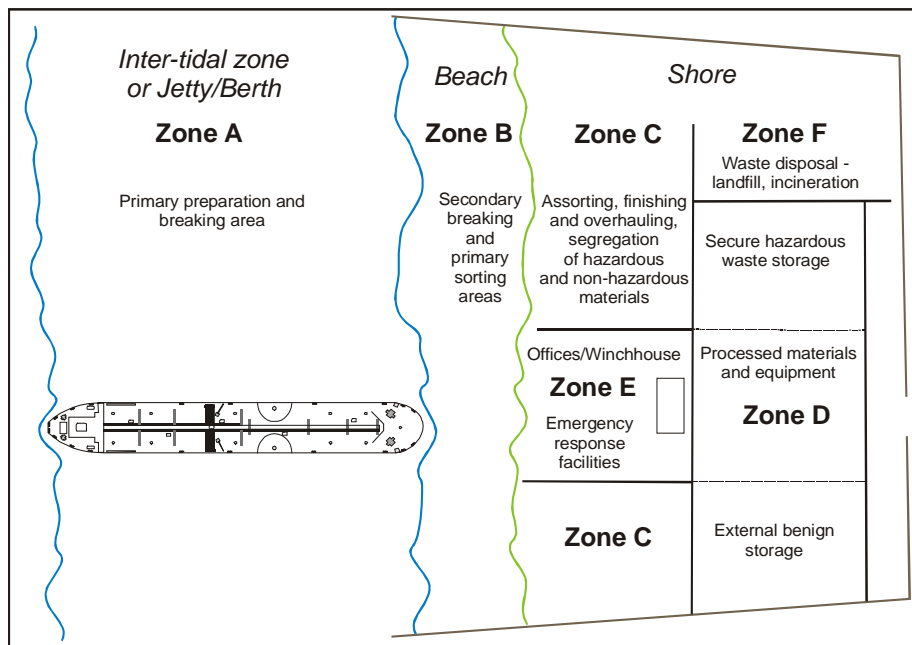 Inter-tidal zone
or Jetty/Berth
Zone A
Primary preparation and
breaking area
Beach
Zone B
Secondary
breaking
and
primary
sorting
areas
Shore
Zone C
Assorting, finishing
and overhauling,
segregation
of hazardous
and non-hazardous
materials
Zone F
Waste disposal -
landfill, incineration
Secure hazardous
waste storage
Offices/Winchhouse
Zone E
Emergency
response
facilities
Processed materials
and equipment
Zone D
Zone C
External benign
storage